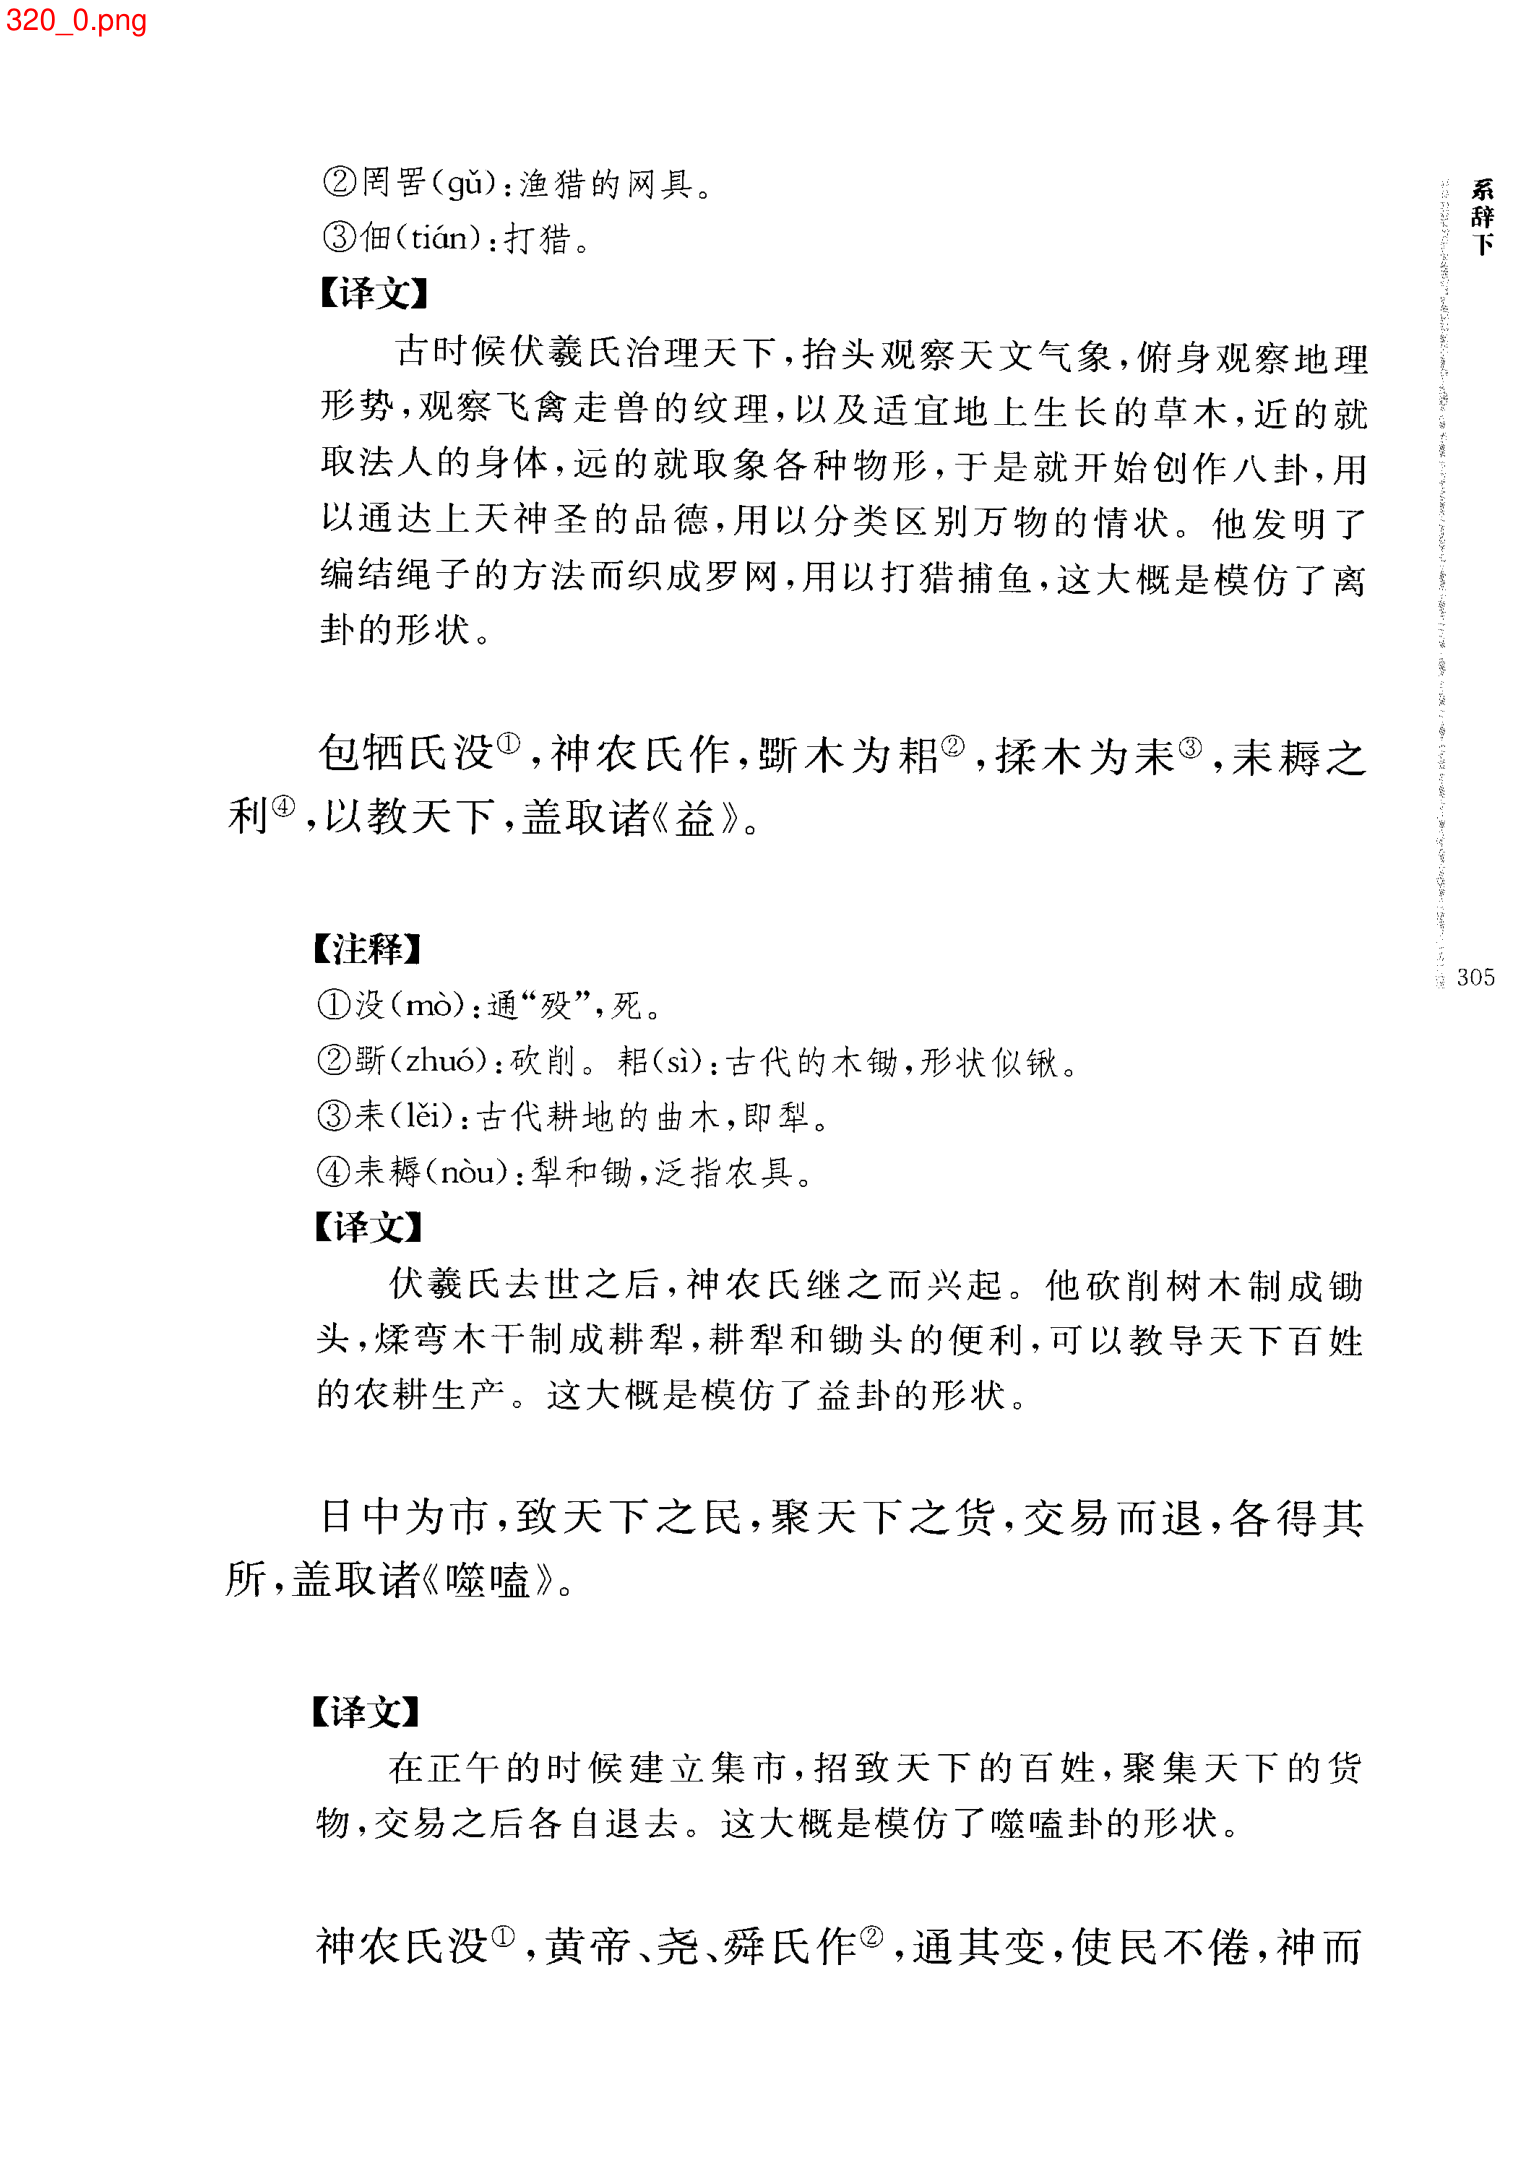 320_0.png
②罔罟(gǔ):渔猎的网具。
③佃(tián):打猎。
【译文】
古时候伏羲氏治理天下,抬头观察天文气象,俯身观察地理
形势,观察飞禽走兽的纹理,以及适宜地上生长的草木,近的就
取法人的身体,远的就取象各种物形,于是就开始创作八卦,用
以通达上天神圣的品德,用以分类区别万物的情状。他发明了
编结绳子的方法而织成罗网,用以打猎捕鱼,这大概是模仿了离
卦的形状。
包牺氏没①,神农氏作,斲木为耜②,揉木为耒③,耒耨之
利④,以教天下,盖取诸《益》。
【注释】
①没(mò):通“殁”,死。
②斲(zhuó):砍削。耜(sì):古代的木锄,形状似锹。
③耒(lěi):古代耕地的曲木,即犁。
④耒耨(nòu):犁和锄,泛指农具。
【译文】
伏羲氏去世之后,神农氏继之而兴起。他砍削树木制成锄
头,煣弯木干制成耕犁,耕犁和锄头的便利,可以教导天下百姓
的农耕生产。这大概是模仿了益卦的形状。
日中为市,致天下之民,聚天下之货,交易而退,各得其
所,盖取诸《噬嗑》。
【译文】
在正午的时候建立集市,招致天下的百姓,聚集天下的货
物,交易之后各自退去。这大概是模仿了噬嗑卦的形状。
神农氏没①,黄帝、尧、舜氏作②,通其变,使民不倦,神而
系辞下
305